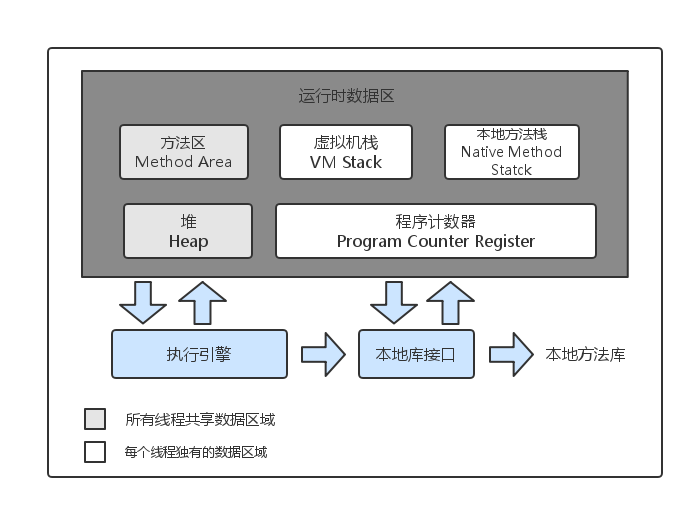 运行时数据区
方法区
Method Area
虚拟机栈
VM Stack
本地方法栈
Native Method
Statck
堆
Heap
程序计数器
Program Counter Register
执行引擎
本地库接口
本地方法库
所有线程共享数据区域
每个线程独有的数据区域